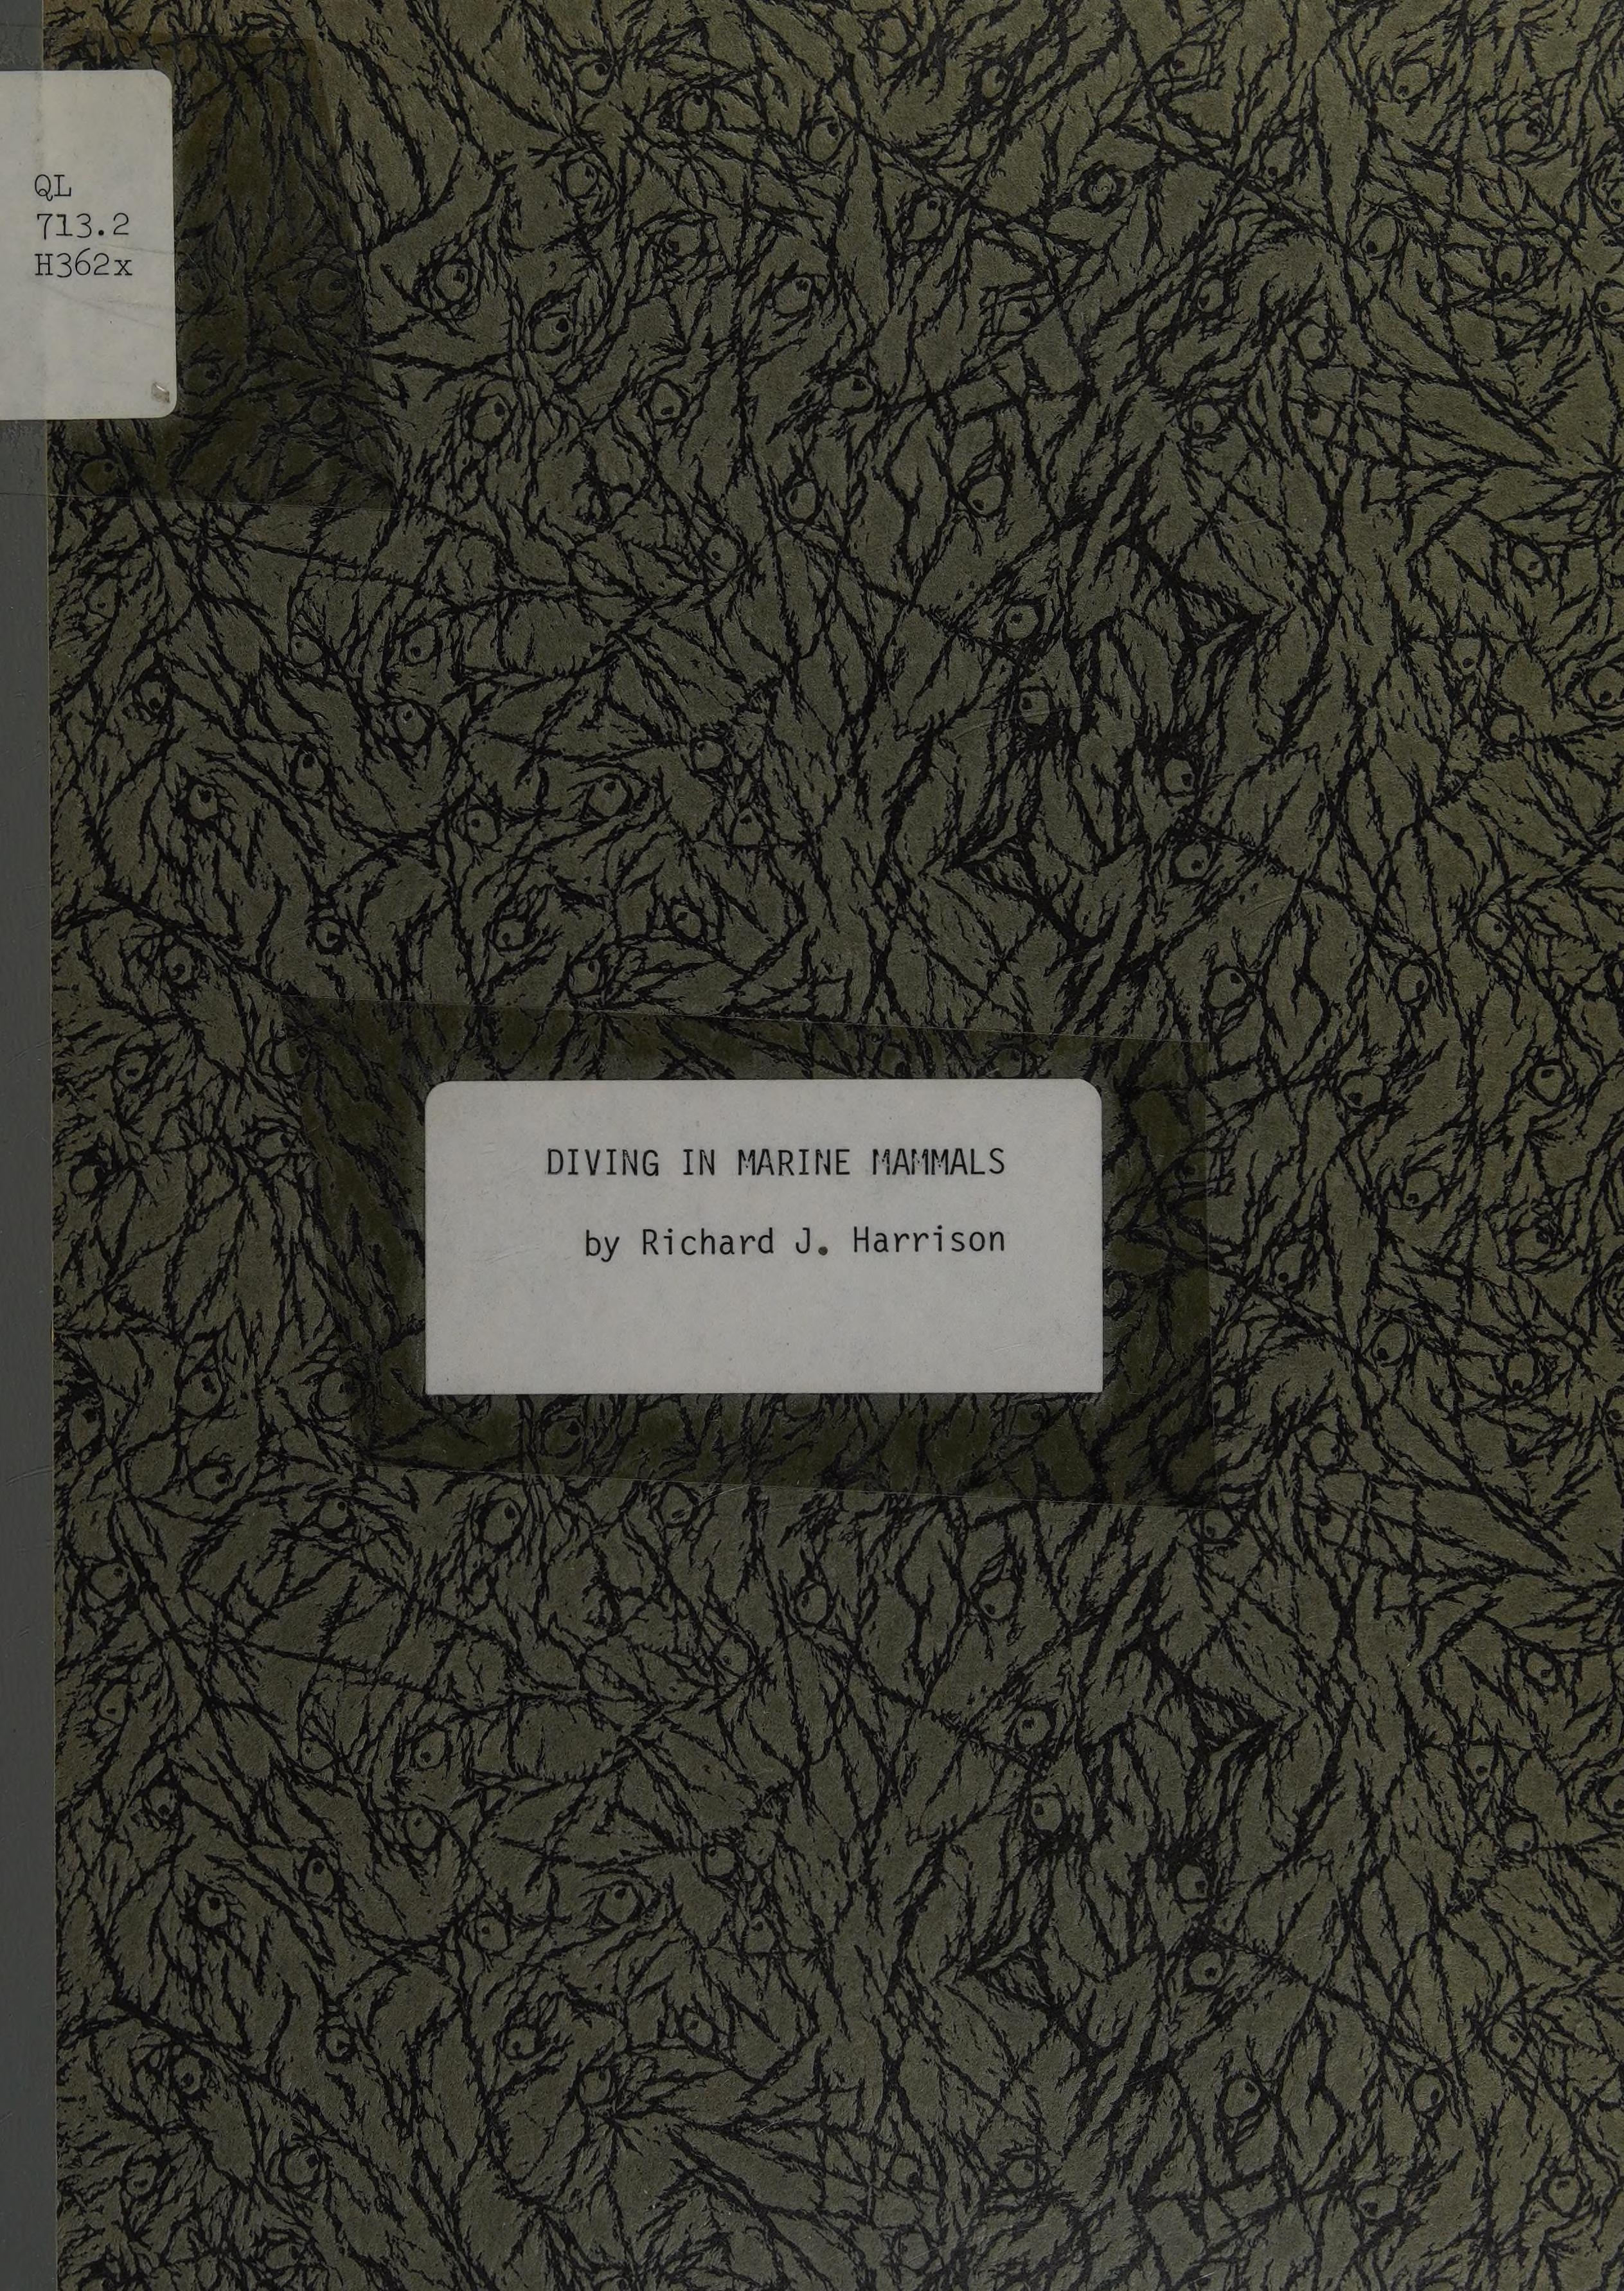 QL
713.2
H362x
DIVING IN MARINE MAMMALS
by Richard J. Harrison